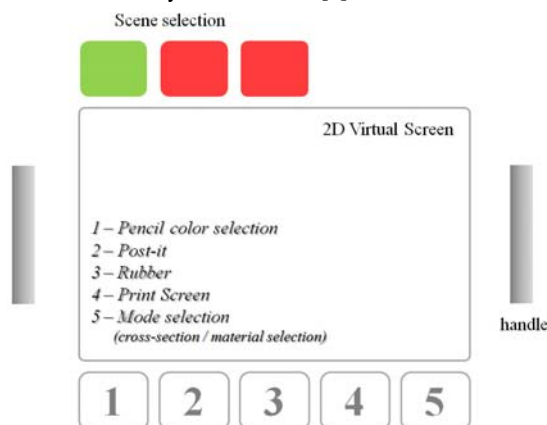 Scene selection
2D Virtual Screen
1 – Pencil color selection
2 – Post-it
3 – Rubber
4 – Print Screen
5 – Mode selection
(cross-section / material selection)
handle
1 2 3 4 5